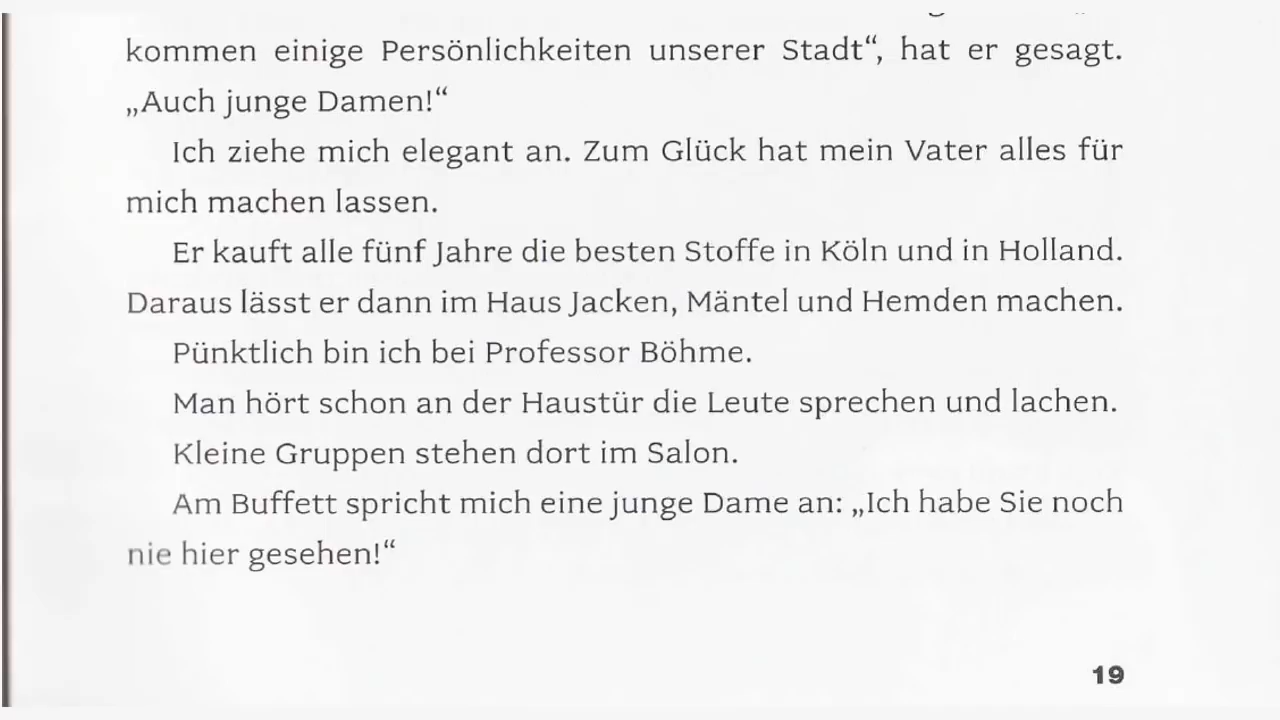 kommen einige Persönlichkeiten unserer Stadt“, hat er gesagt.
„Auch junge Damen!“
Ich ziehe mich elegant an. Zum Glück hat mein Vater alles für
mich machen lassen.
Er kauft alle fünf Jahre die besten Stoffe in Köln und in Holland.
Daraus lässt er dann im Haus Jacken, Mäntel und Hemden machen.
Pünktlich bin ich bei Professor Böhme.
Man hört schon an der Haustür die Leute sprechen und lachen.
Kleine Gruppen stehen dort im Salon.
Am Buffett spricht mich eine junge Dame an: „Ich habe Sie noch
nie hier gesehen!“
19